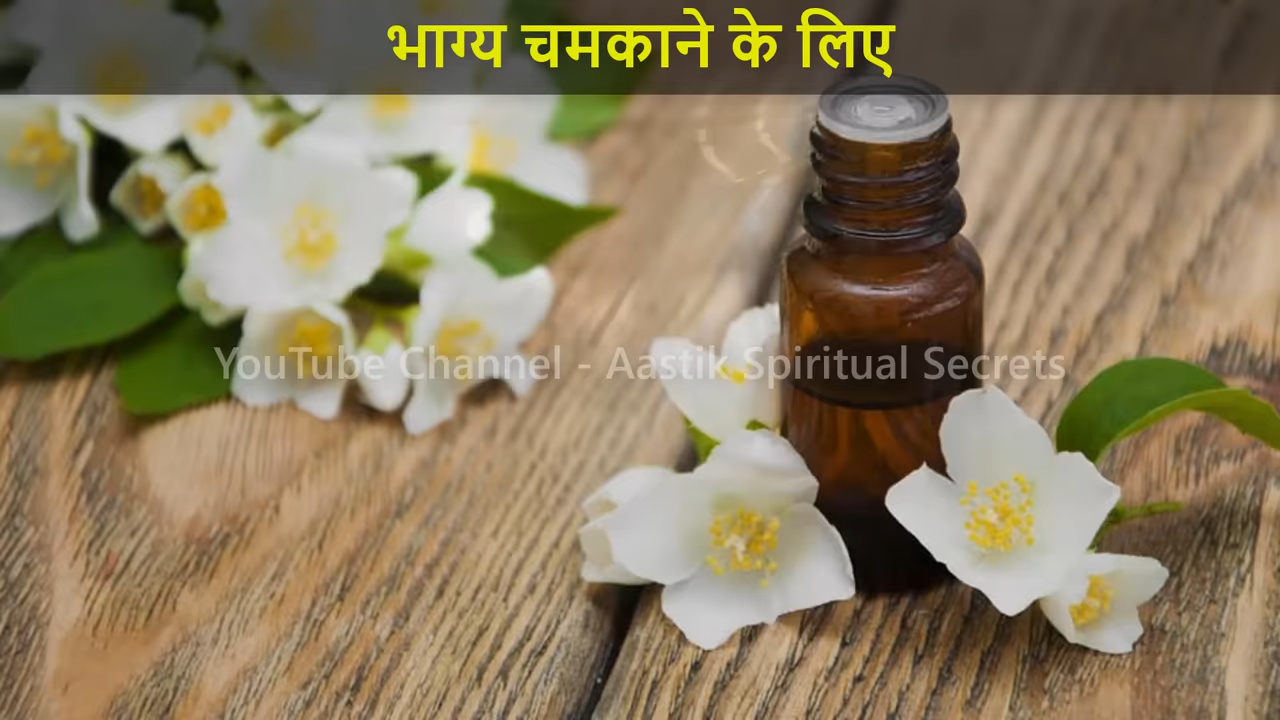 भाग्य चमकाने के लिए
YouTube Channel - Aastik Spiritual Secrets